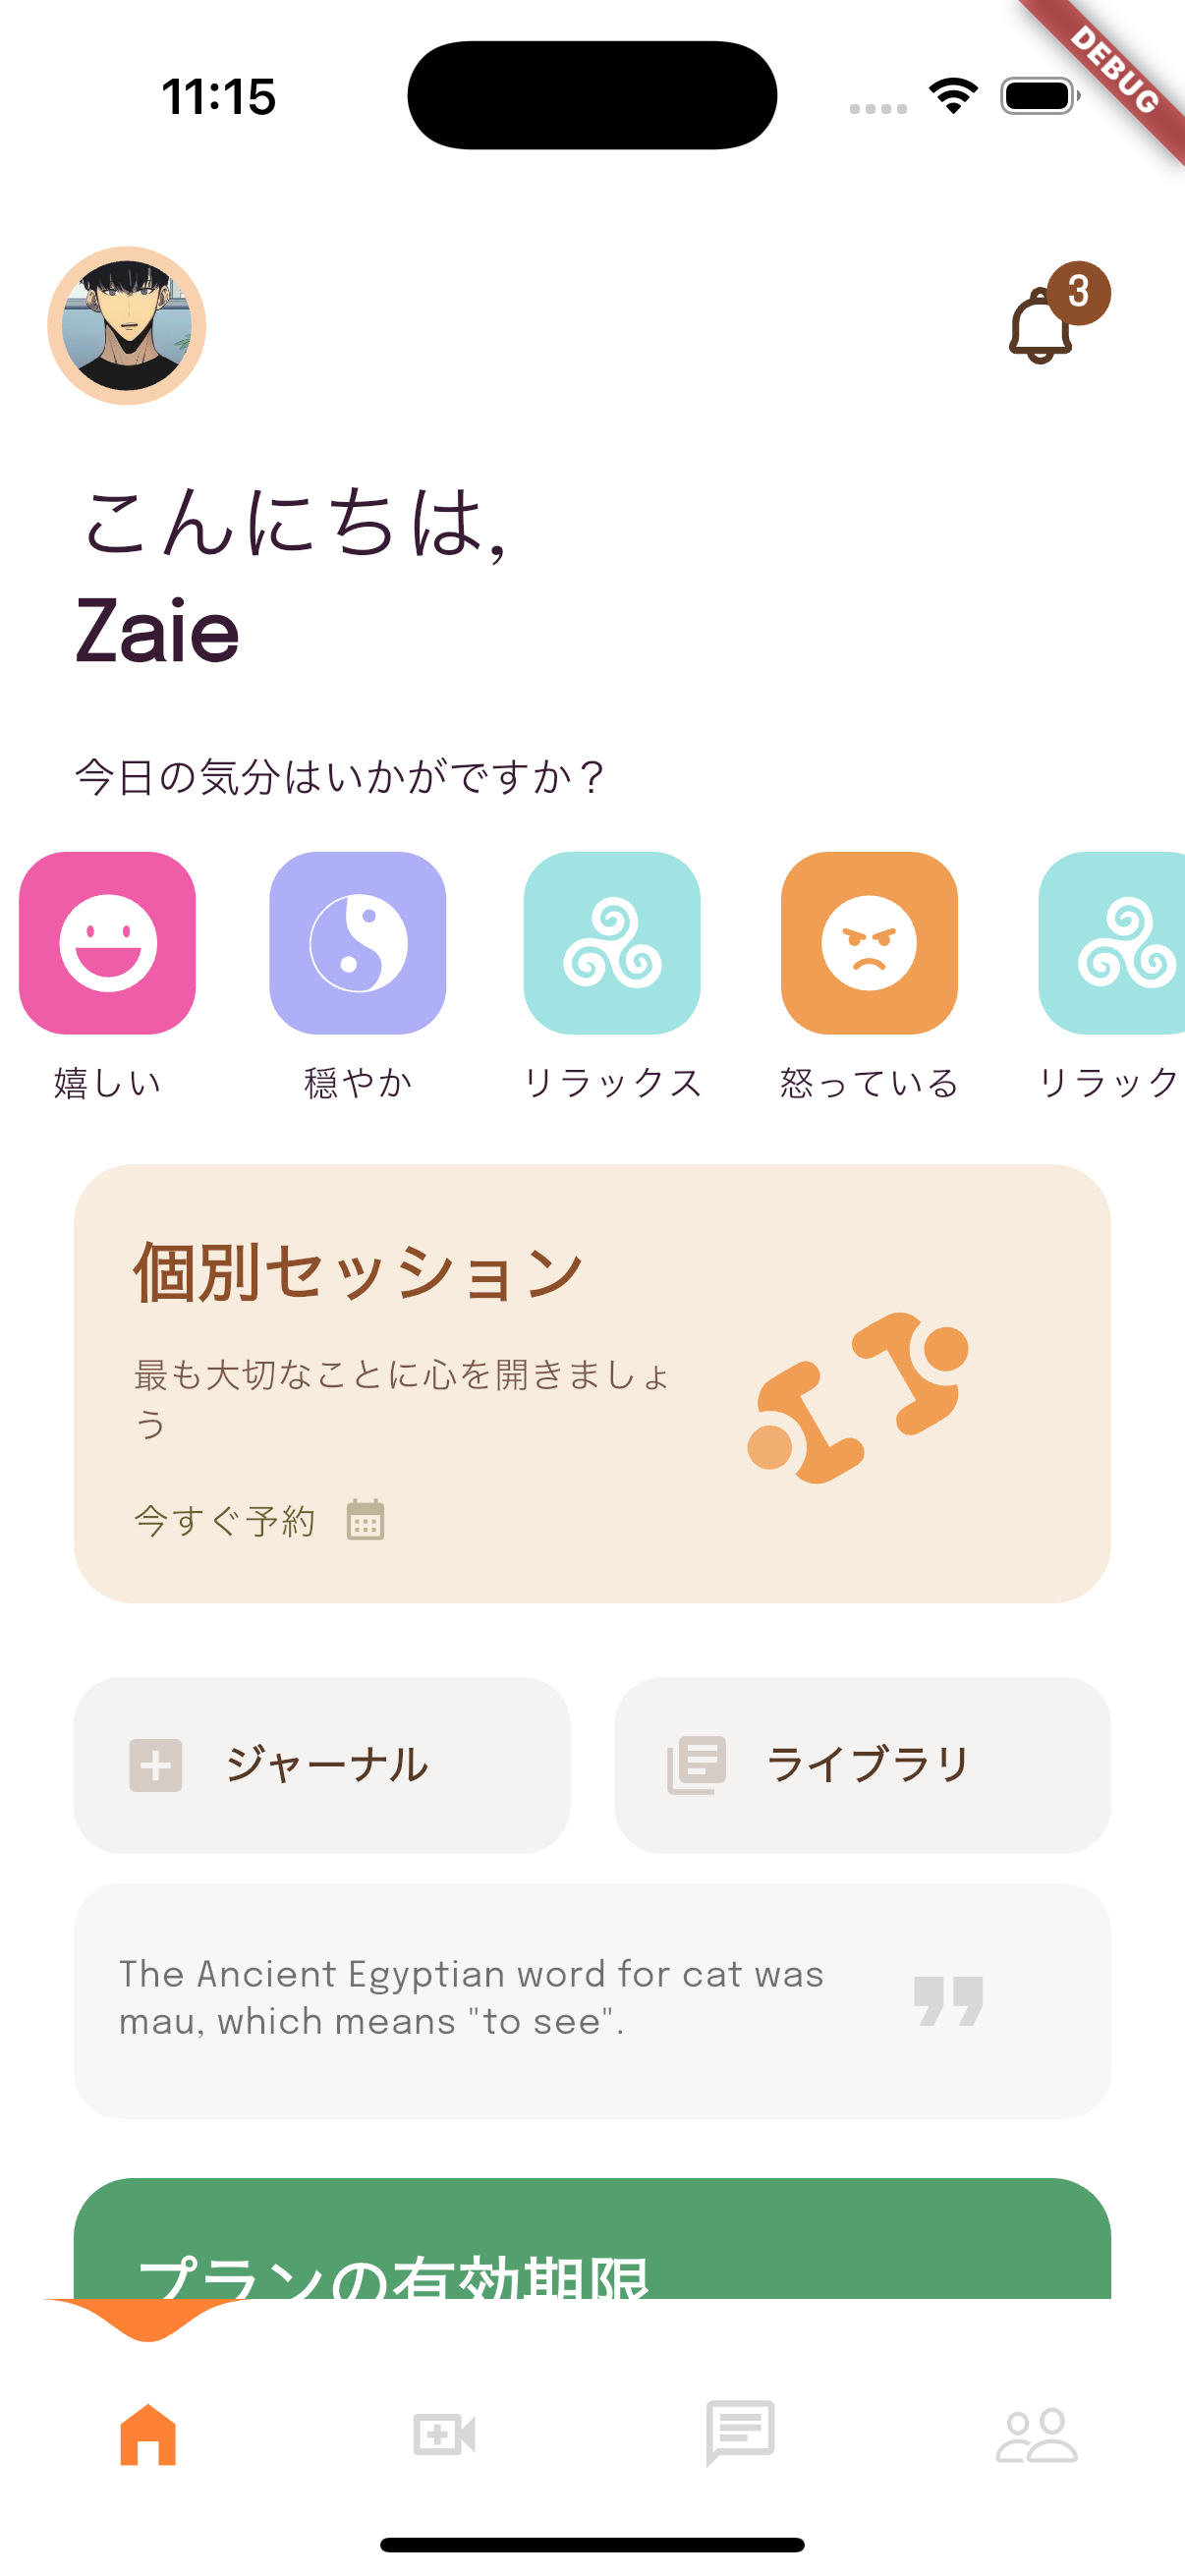 11:15
DEBUG
3
こんにちは,
Zaie
今日の気分はいかがですか？
嬉しい
穏やか
リラックス
怒っている
リラック
個別セッション
最も大切なことに心を開きましょ
う
今すぐ予約
ジャーナル
ライブラリ
The Ancient Egyptian word for cat was
mau, which means "to see".
プランの有効期限